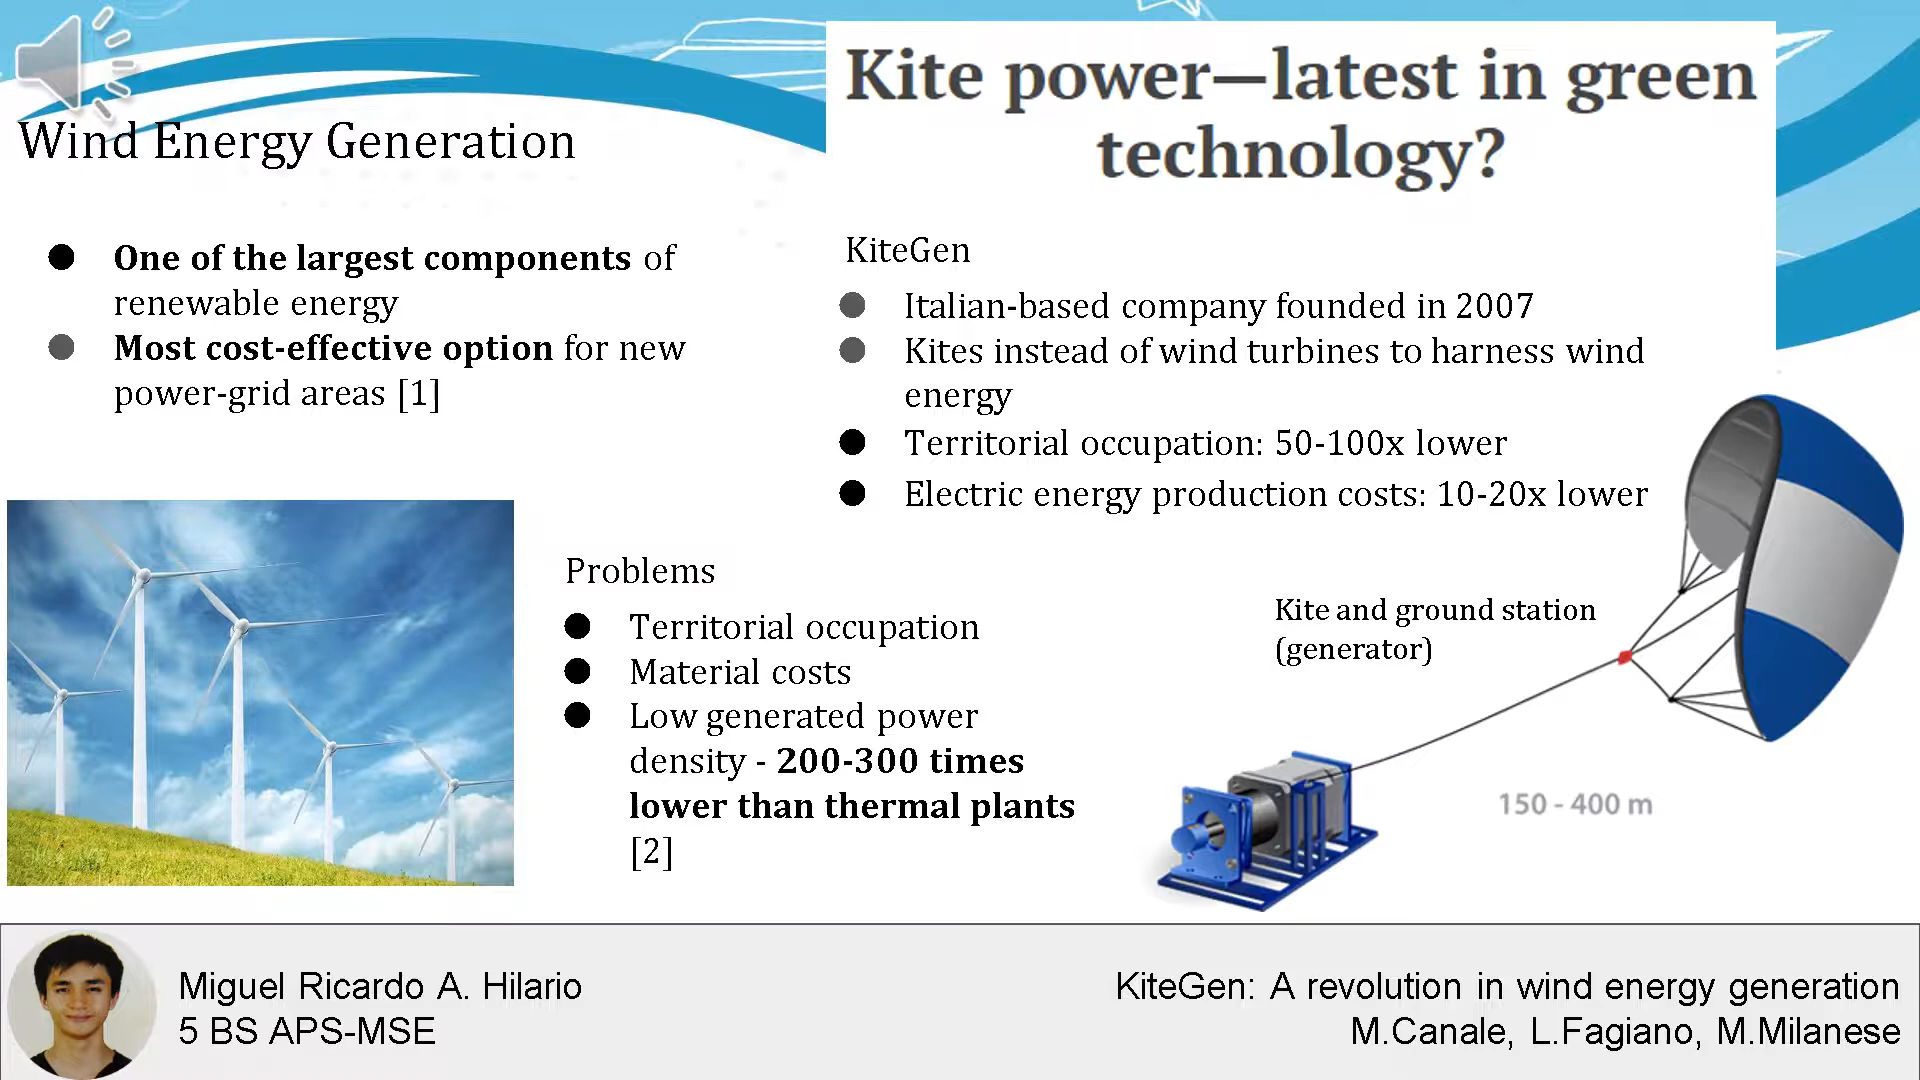 Wind Energy Generation
One of the largest components of
renewable energy
Most cost-effective option for new
power-grid areas [1]
Kite power—latest in green
technology?
KiteGen
Italian-based company founded in 2007
Kites instead of wind turbines to harness wind
energy
Territorial occupation: 50-100x lower
Electric energy production costs: 10-20x lower
Problems
Territorial occupation
Material costs
Low generated power
density - 200-300 times
lower than thermal plants
[2]
Kite and ground station
(generator)
150 - 400 m
Miguel Ricardo A. Hilario
5 BS APS-MSE
KiteGen: A revolution in wind energy generation
M.Canale, L.Fagiano, M.Milanese